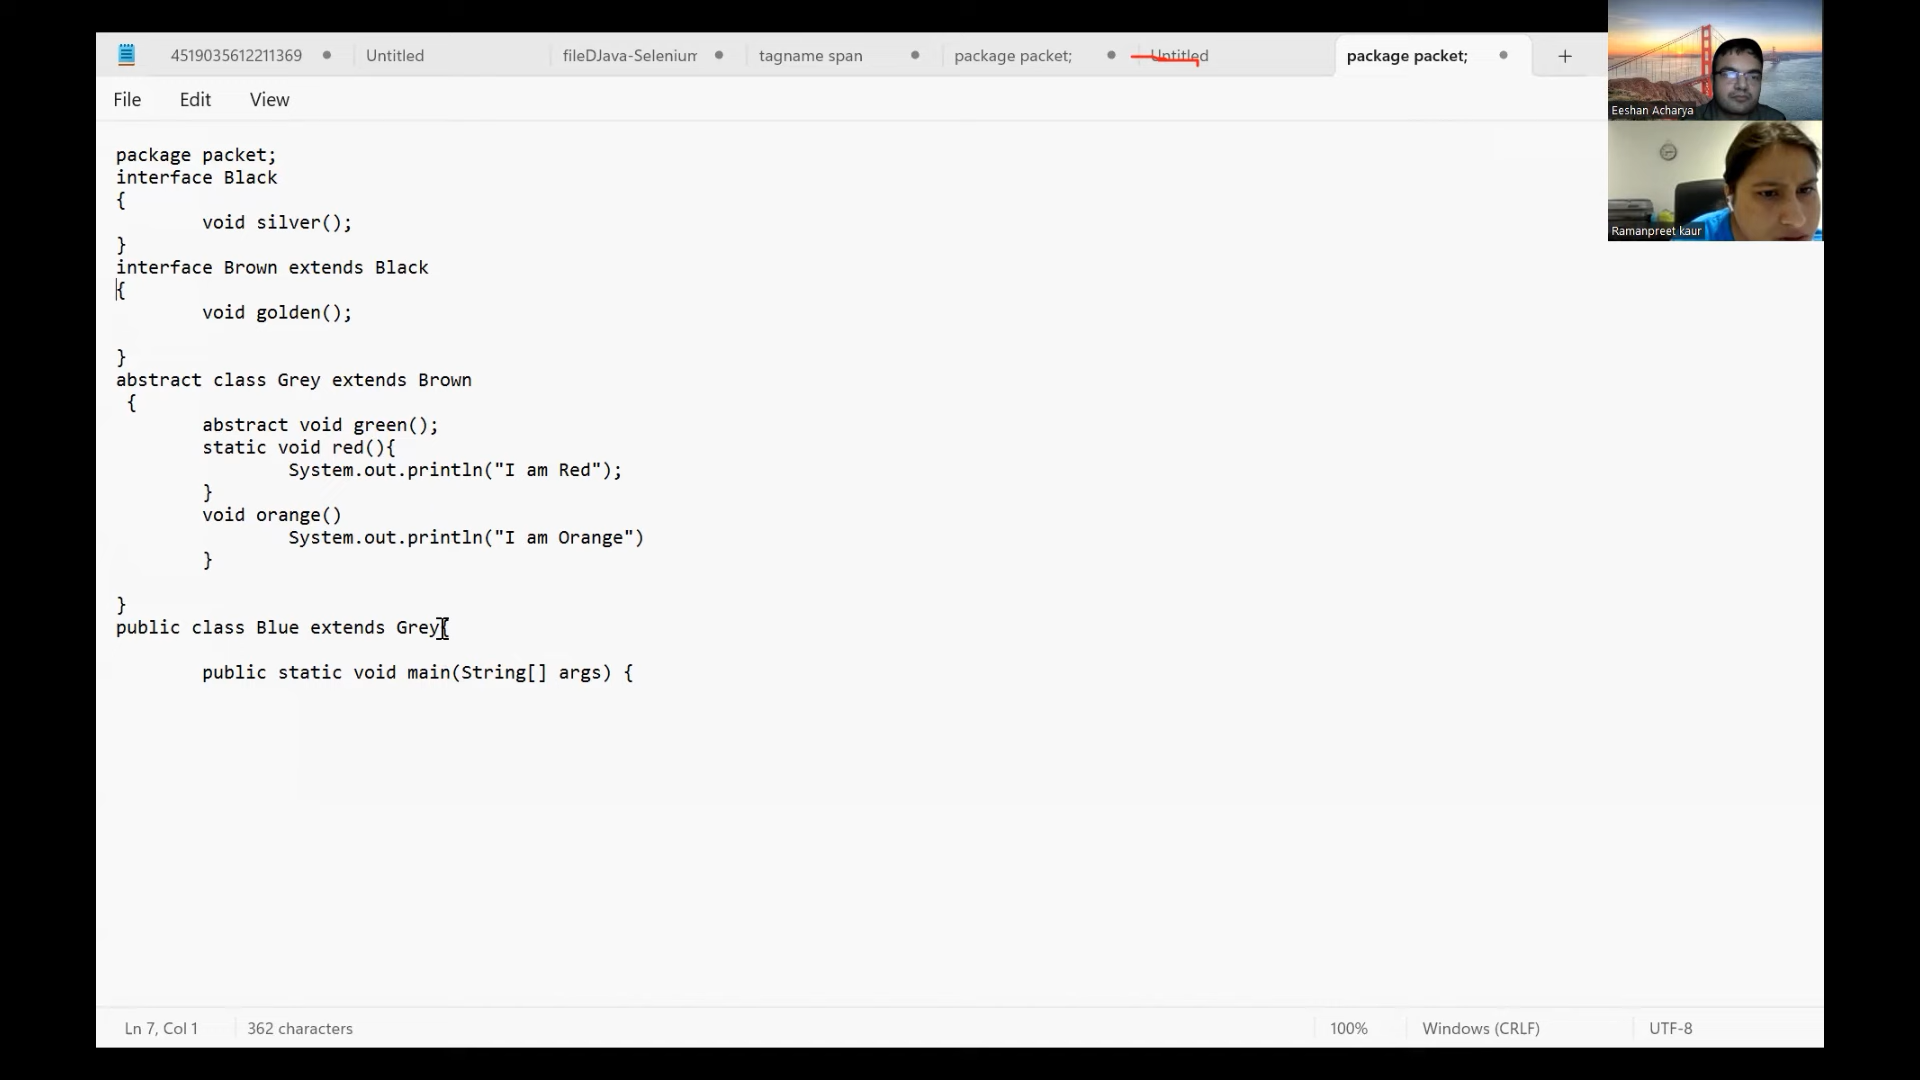 4519035612211369 Untitled fileDJava-Selenium tagname span package packet; Untitled package packet;
File Edit View
Eeshan Acharya
Ramanpreet kaur
package packet;
interface Black
{
void silver();
}
interface Brown extends Black
{
void golden();
}
abstract class Grey extends Brown
{
abstract void green();
static void red(){
System.out.println("I am Red");
}
void orange()
System.out.println("I am Orange")
}
}
public class Blue extends Grey{
public static void main(String[] args) {
Ln 7, Col 1 362 characters 100% Windows (CRLF) UTF-8